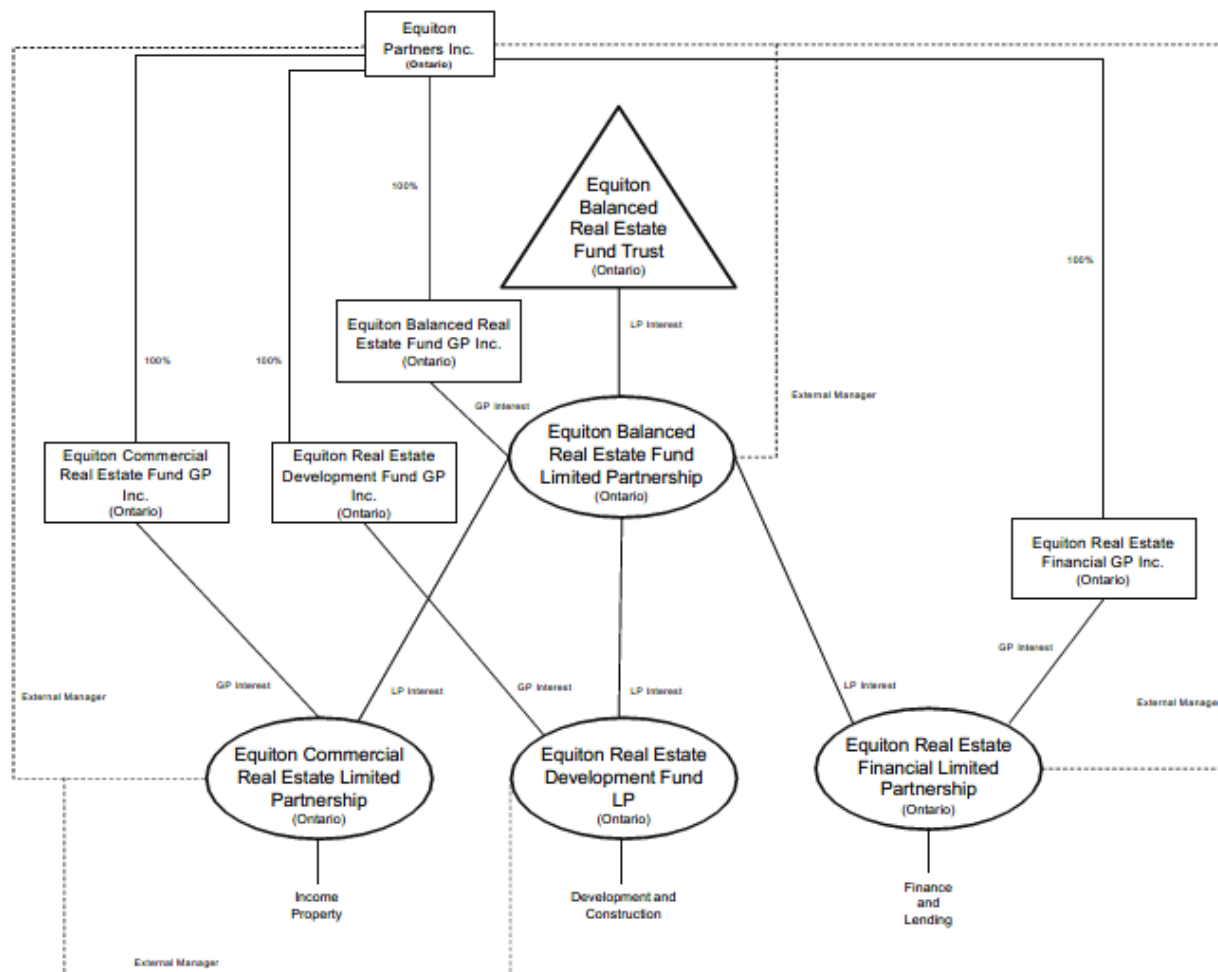 Equiton
Partners Inc.
(Ontario)
Equiton
Balanced
Real Estate
Fund Trust
(Ontario)
100%
100%
LP Interest
Equiton Balanced Real
Estate Fund GP Inc.
(Ontario)
100%
100%
External Manager
GP Interest
Equiton Balanced
Real Estate Fund
Limited Partnership
(Ontario)
Equiton Commercial
Real Estate Fund GP
Inc.
(Ontario)
Equiton Real Estate
Development Fund GP
Inc.
(Ontario)
Equiton Real Estate
Financial GP Inc.
(Ontario)
GP Interest
External Manager
GP Interest
LP Interest
GP Interest
LP Interest
LP Interest
External Manager
Equiton Commercial
Real Estate Limited
Partnership
(Ontario)
Equiton Real Estate
Development Fund
LP
(Ontario)
Equiton Real Estate
Financial Limited
Partnership
(Ontario)
Income
Property
Development and
Construction
Finance
and
Lending
External Manager